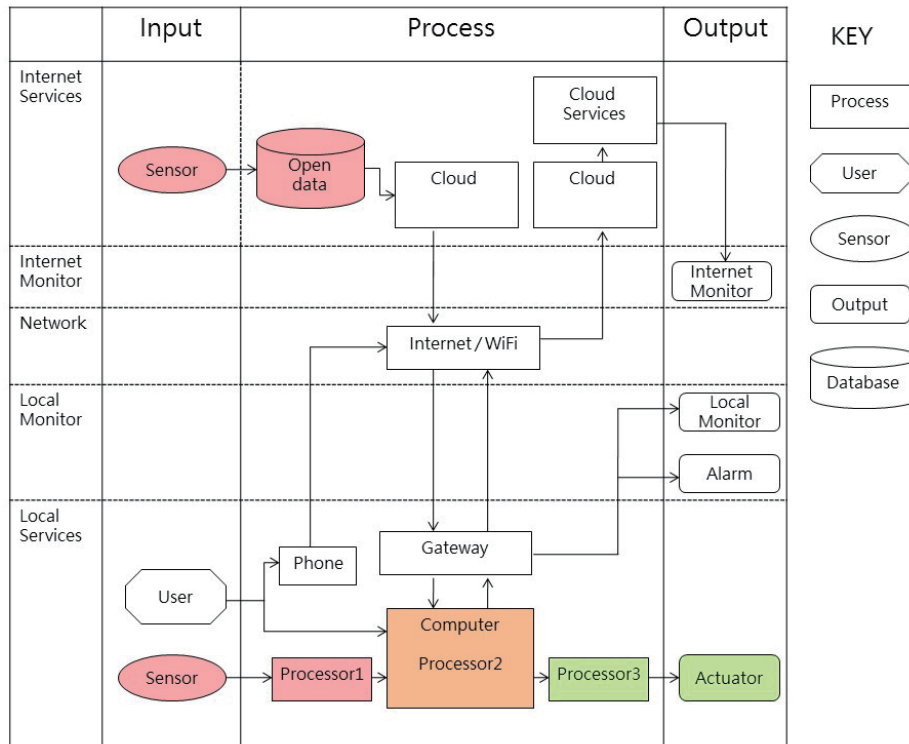 Input
Process
Output
KEY
Internet
Services
Cloud
Services
Process
Sensor
Open
data
Cloud
Cloud
User
Sensor
Internet
Monitor
Internet
Monitor
Output
Network
Internet / WiFi
Database
Local
Monitor
Local
Monitor
Alarm
Local
Services
Gateway
Phone
User
Computer
Processor2
Sensor
Processor1
Processor3
Actuator